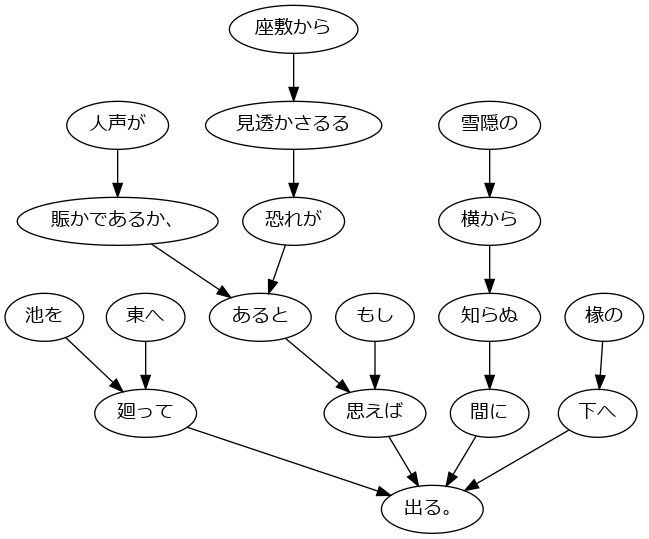 座敷から
人声が
見透かさるる
雪隠の
賑かであるか、
恐れが
横から
池を
東へ
あると
もし
知らぬ
椽の
廻って
思えば
間に
下へ
出る。